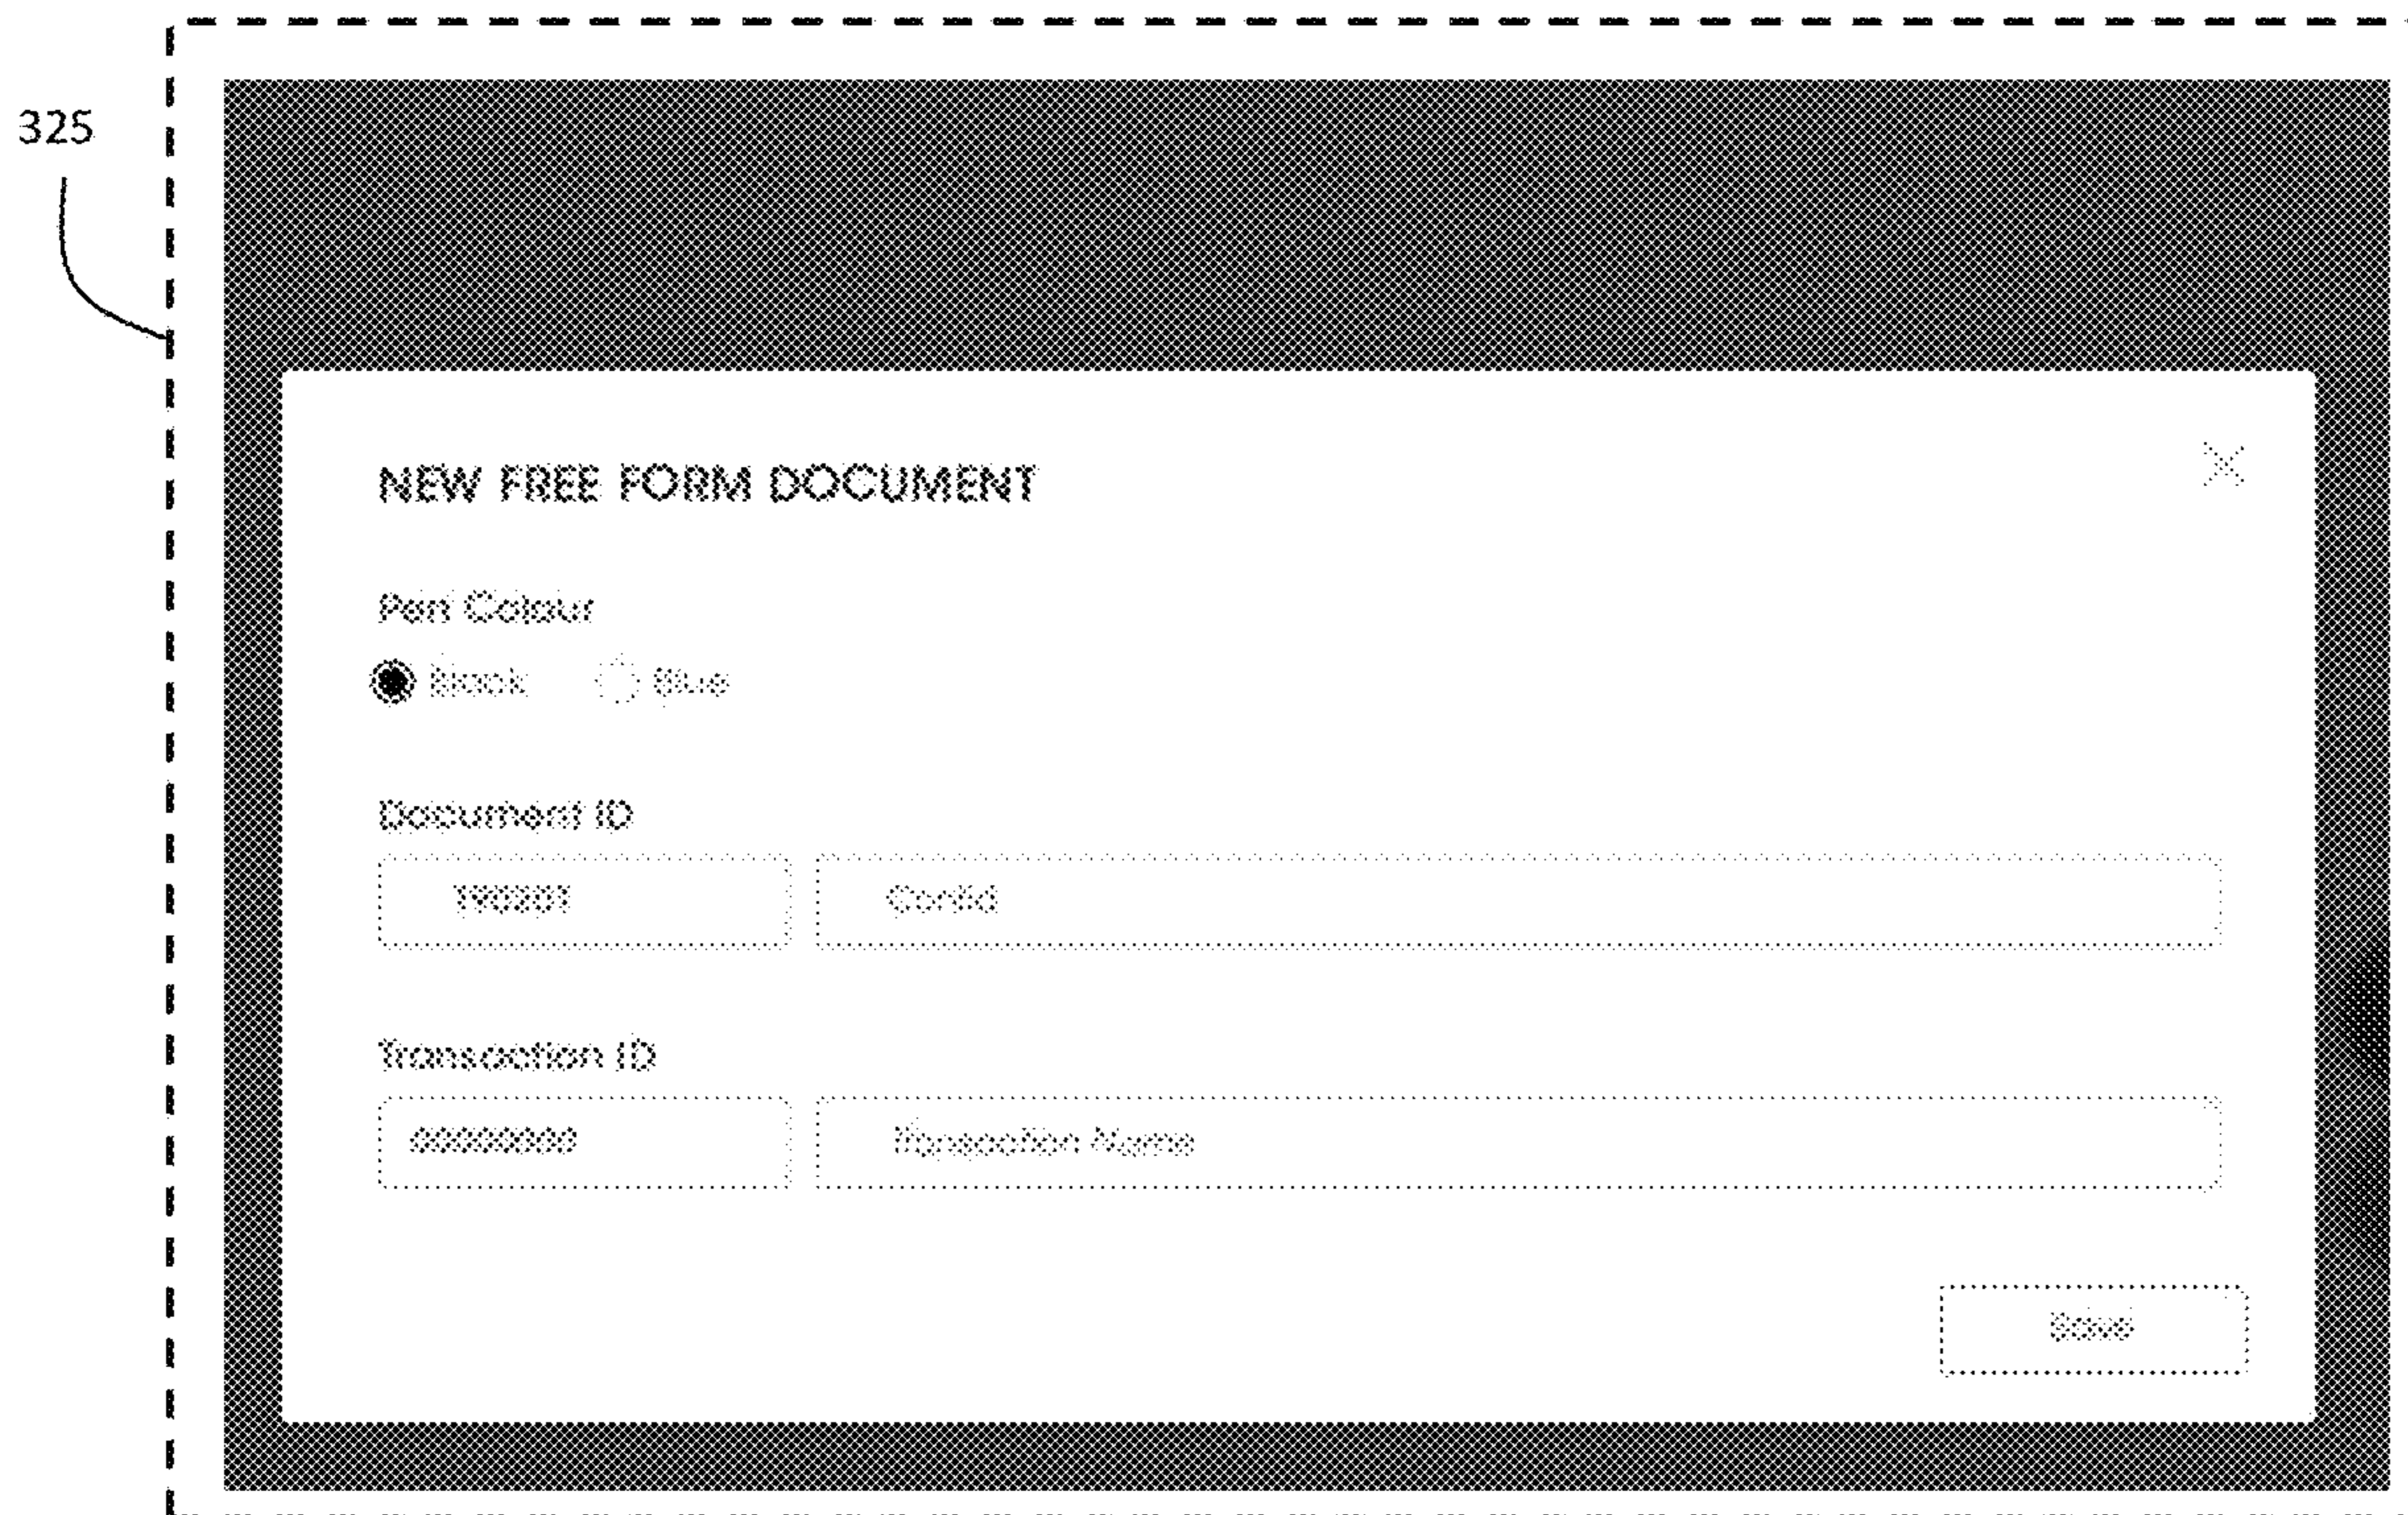 325
NEW FREE FORM DOCUMENT
Pen Colour
Black Blue
Document ID
Transaction ID
Transaction Name
Save